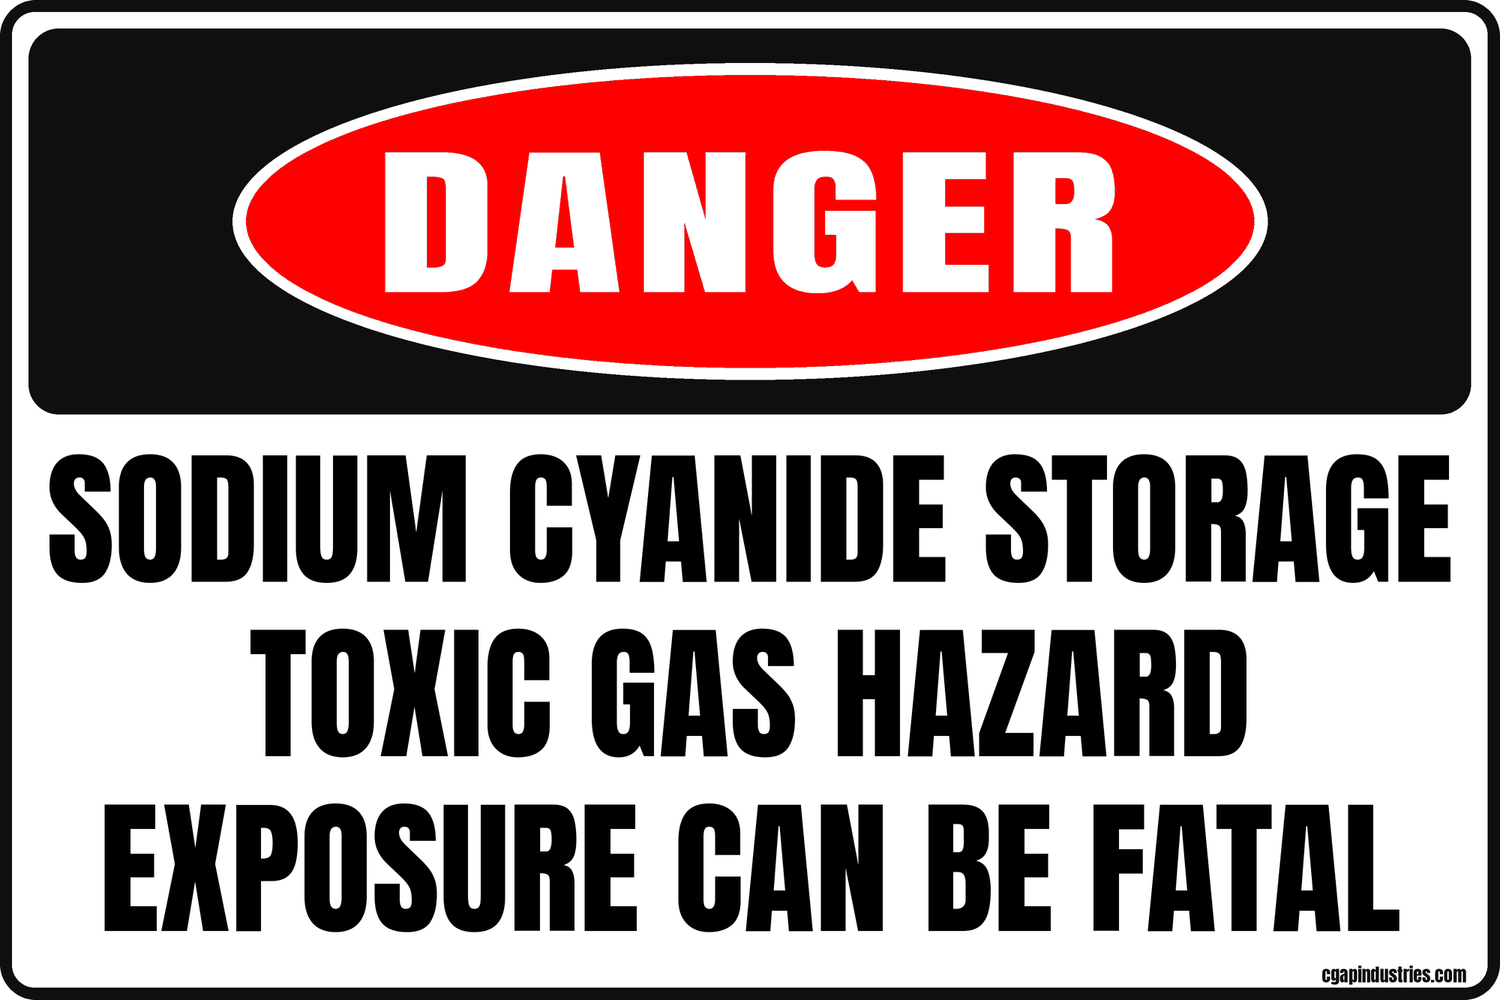 DANGER
SODIUM CYANIDE STORAGE
TOXIC GAS HAZARD
EXPOSURE CAN BE FATAL
cgapindustries.com